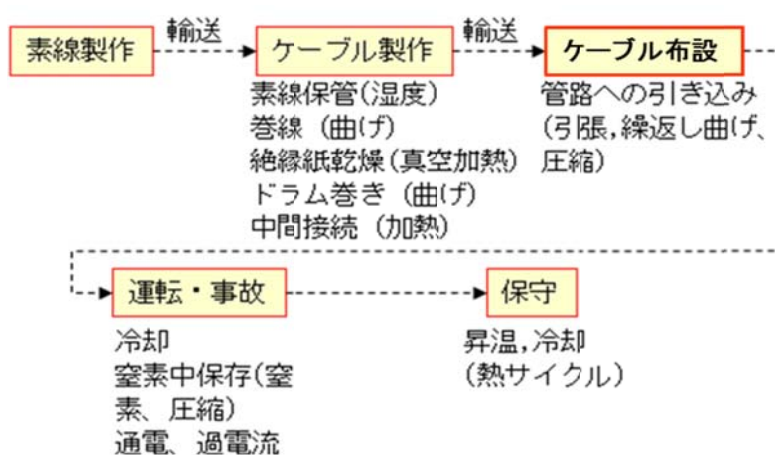 素線製作
輸送
ケーブル製作
輸送
ケーブル布設
素線保管(湿度)
巻線 (曲げ)
絶縁紙乾燥(真空加熱)
ドラム巻き (曲げ)
中間接続 (加熱)
管路への引き込み
(引張,繰返し曲げ、
圧縮)
運転・事故
保守
冷却
窒素中保存(窒
素、圧縮)
通電、過電流
昇温,冷却
(熱サイクル)